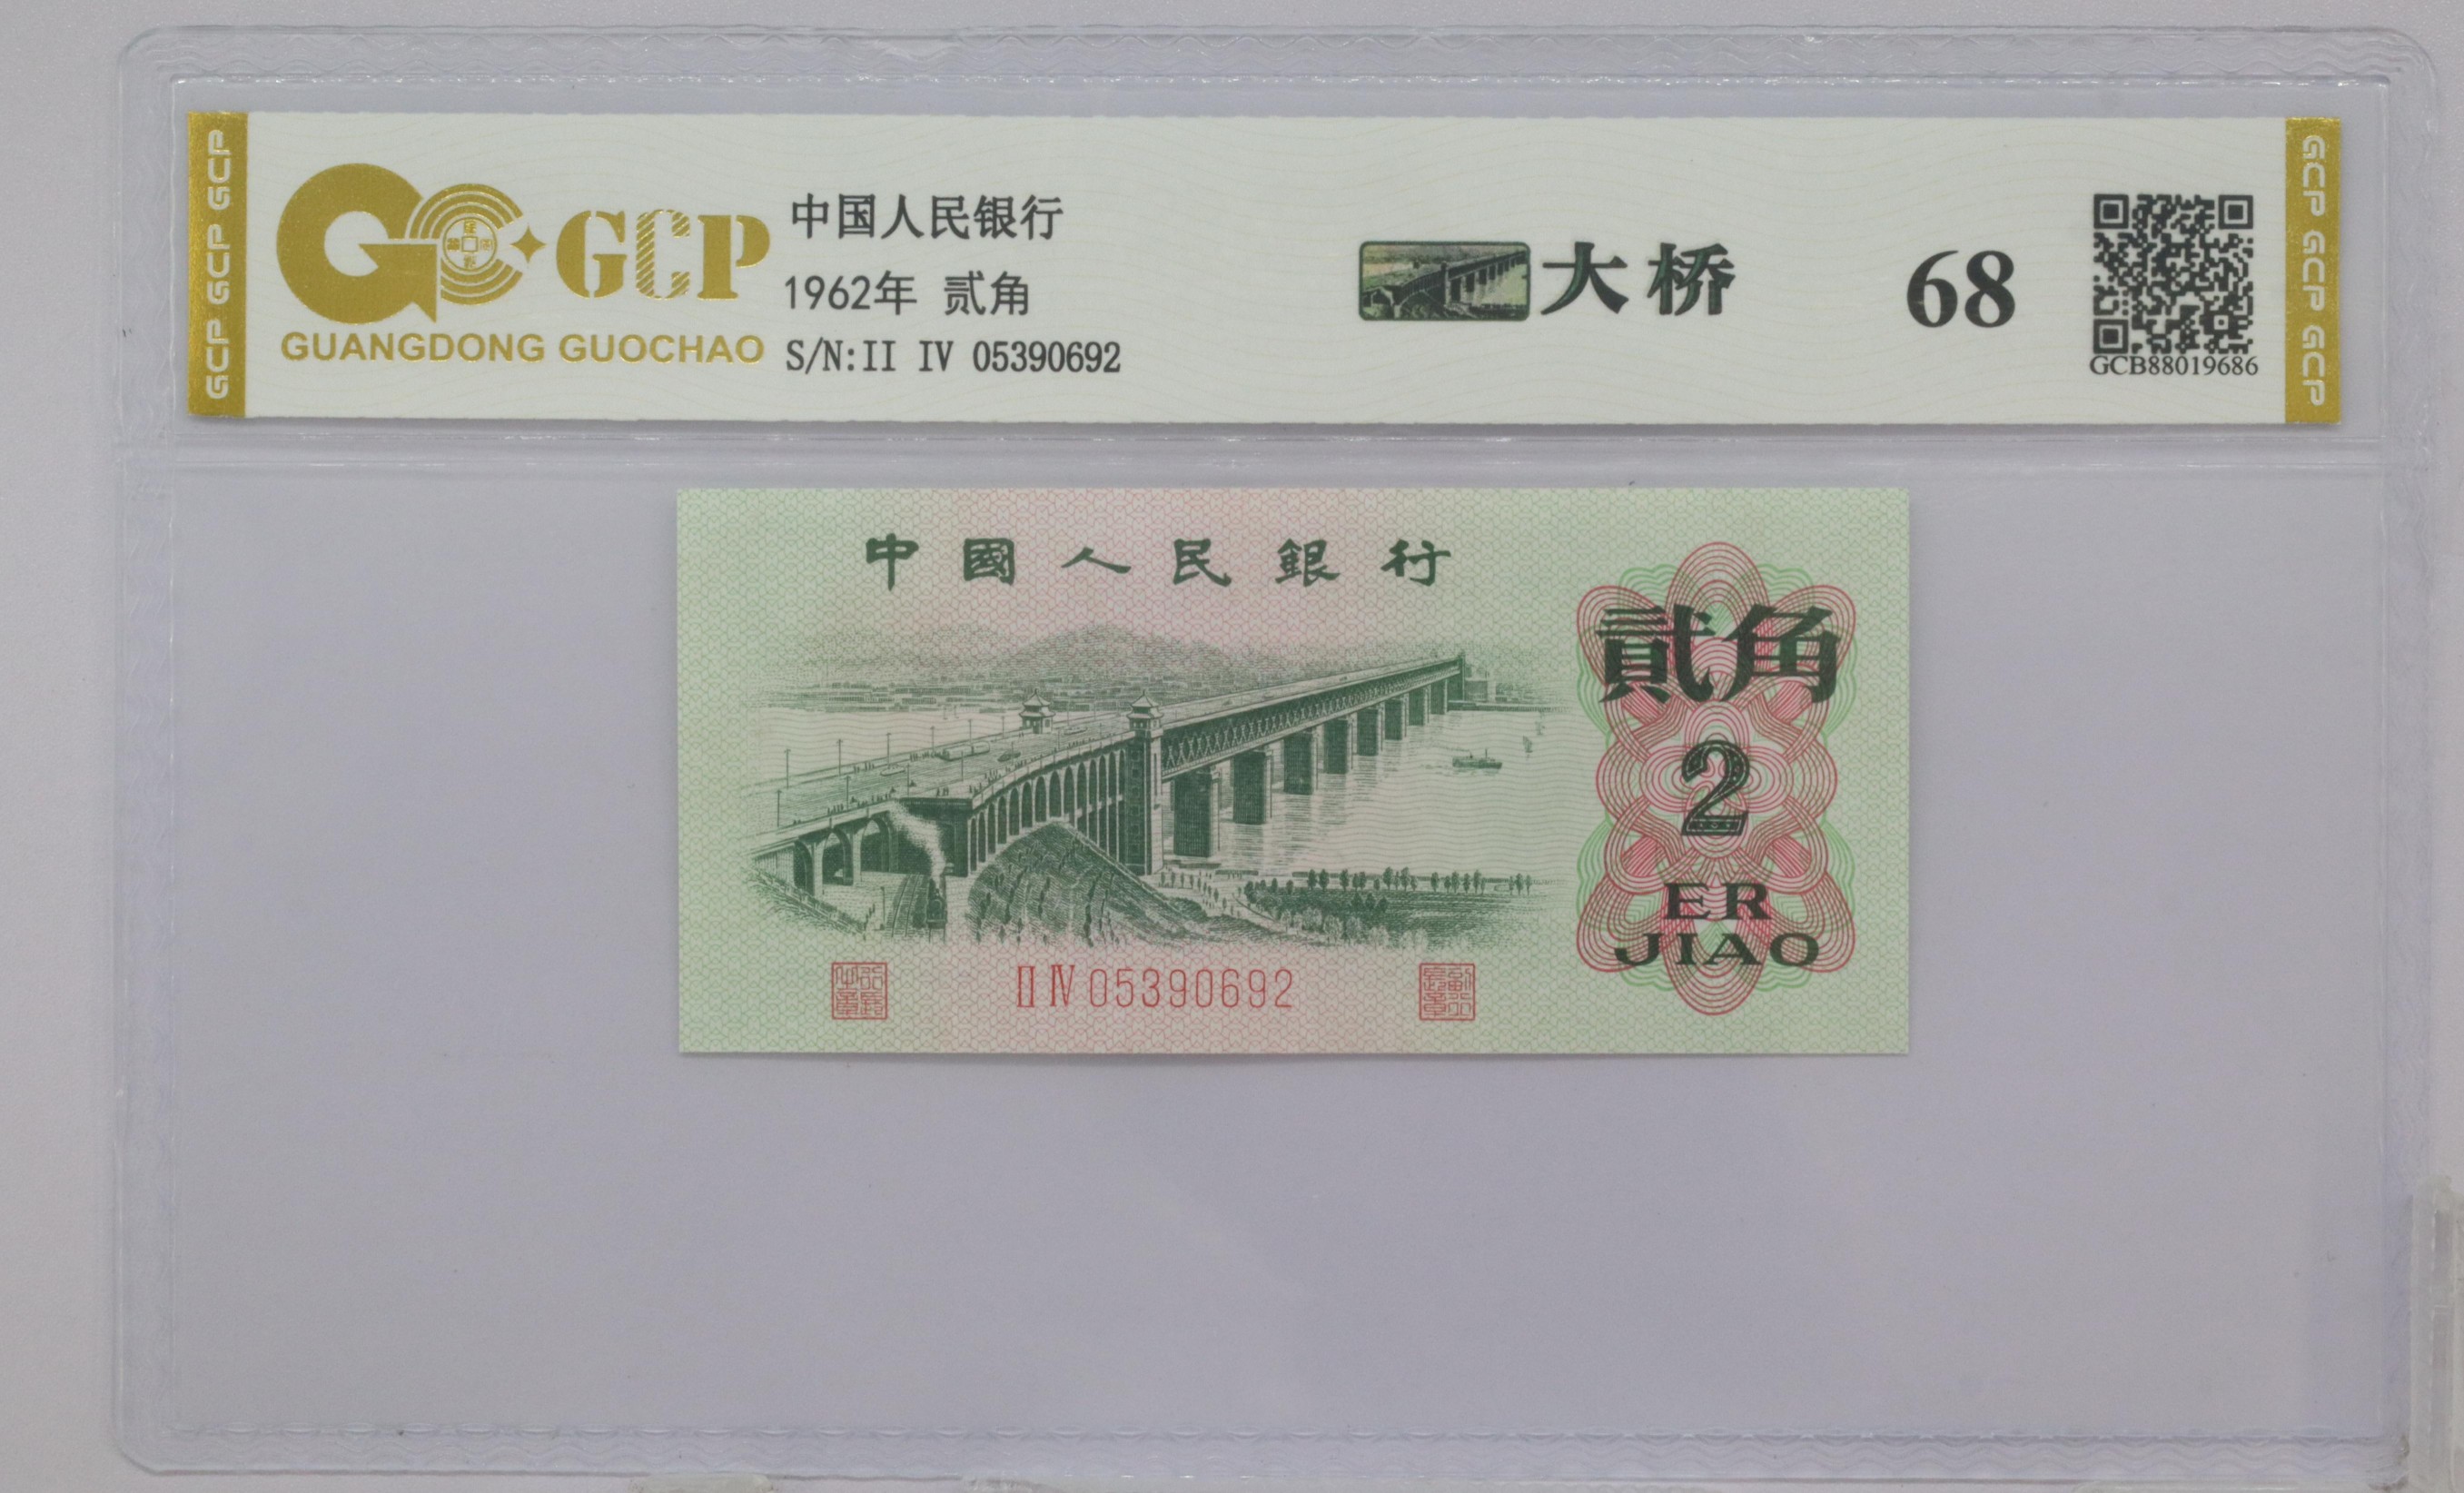 GCP GCP GCP
GCP
GUANGDONG GUOCHAO
中国人民银行
1962年 贰角
S/N:II IV 05390692
大桥
68
GCB88019686
GCP GCP GCP
中國人民銀行
貳角
2
ER
JIAO
II IV 05390692